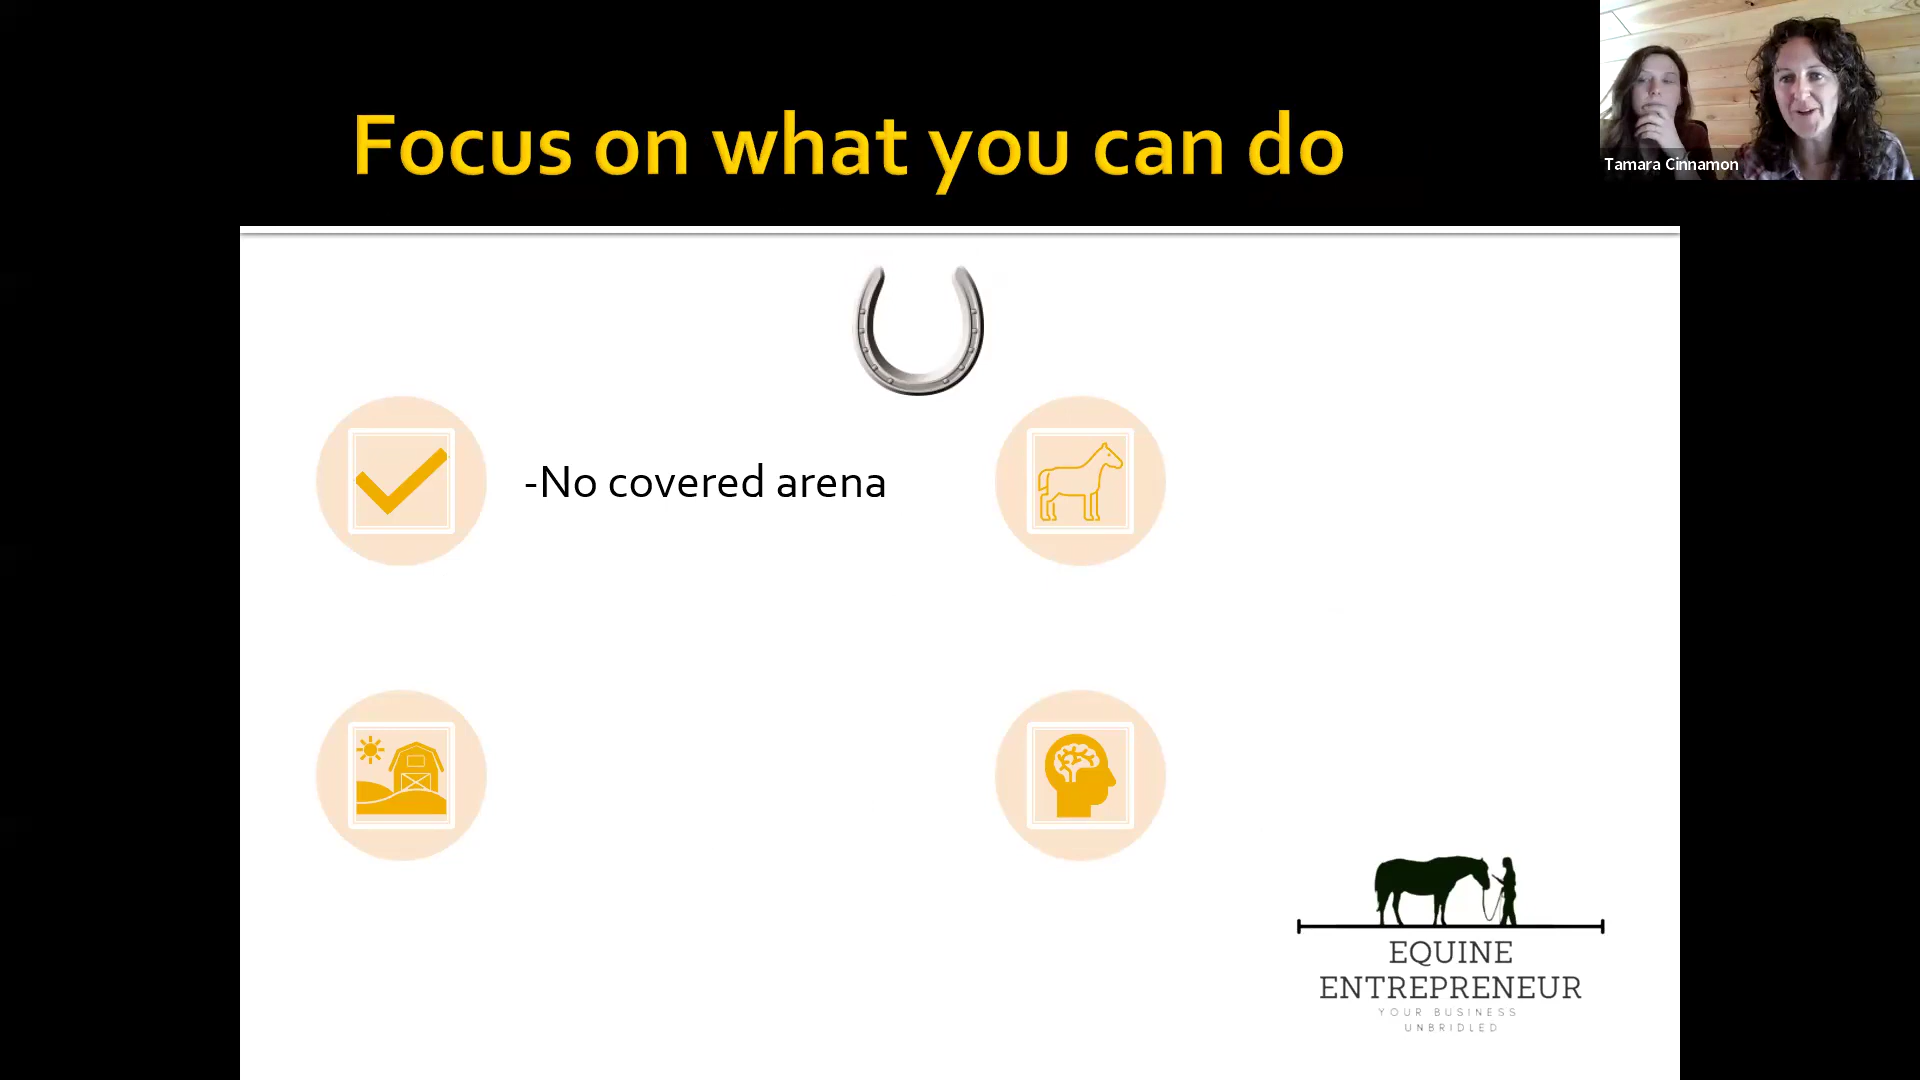 Focus on what you can do
Tamara Cinnamon
-No covered arena
EQUINE
ENTREPRENEUR
YOUR BUSINESS
UNBRIDLED